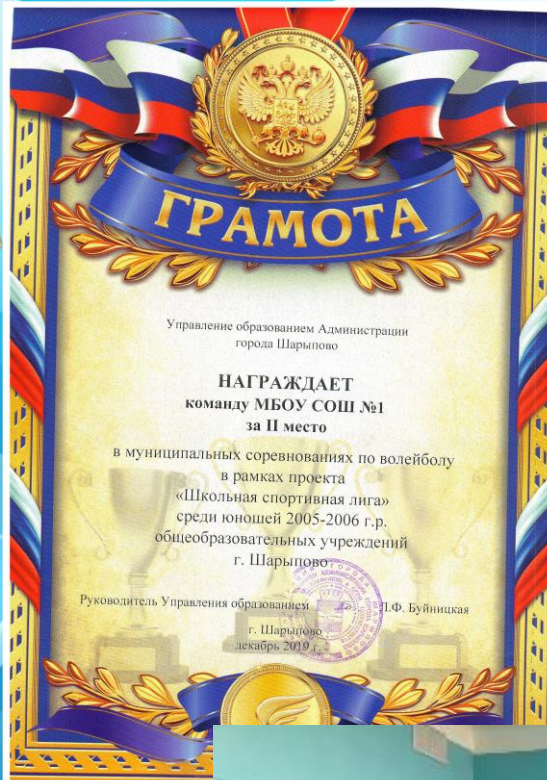 ГРАМОТА
Управление образованием Администрации
города Шарыпово
НАГРАЖДАЕТ
команду МБОУ СОШ №1
за II место
в муниципальных соревнованиях по волейболу
в рамках проекта
«Школьная спортивная лига»
среди юношей 2005-2006 г.р.
общеобразовательных учреждений
г. Шарыпово
Руководитель Управления образованием Л.Ф. Буйницкая
г. Шарыпово
декабрь 2019 г.